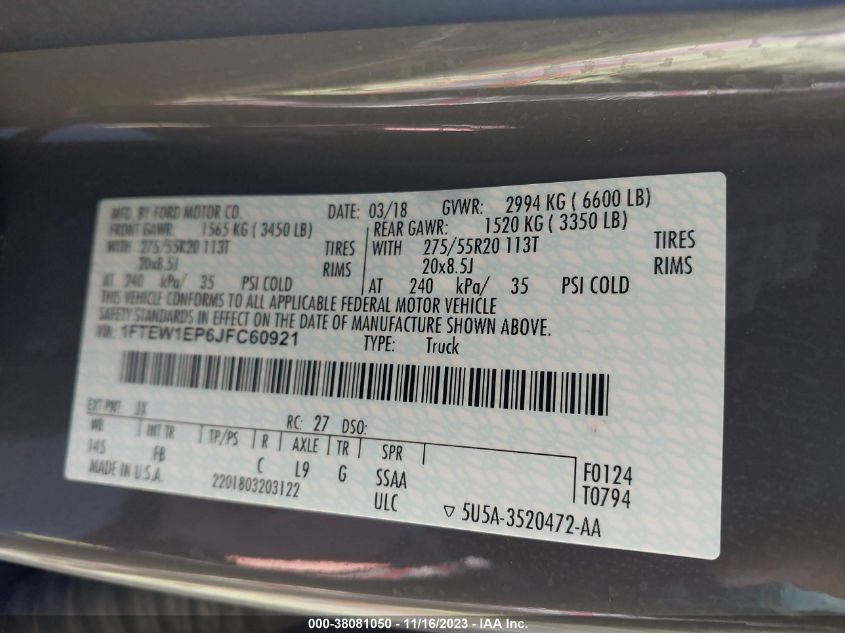 MFD. BY FORD MOTOR CO. DATE: 03/18 GVWR: 2994 KG ( 6600 LB)
FRONT GAWR: 1565 KG ( 3450 LB) REAR GAWR: 1520 KG ( 3350 LB)
WITH 275/55R20 113T TIRES WITH 275/55R20 113T TIRES
20x8.5J RIMS 20x8.5J RIMS
AT 240 kPa/ 35 PSI COLD AT 240 kPa/ 35 PSI COLD
THIS VEHICLE CONFORMS TO ALL APPLICABLE FEDERAL MOTOR VEHICLE
SAFETY STANDARDS IN EFFECT ON THE DATE OF MANUFACTURE SHOWN ABOVE.
VIN: 1FTEW1EP6JFC60921 TYPE: Truck
EXT PNT: JX RC: 27 DSO:
WB INT TR TP/PS R AXLE TR SPR
145 FB C L9 G SSAA F0124
MADE IN U.S.A. 2201803203122 ULC T0794
▽ 5U5A-3520472-AA
000-38081050 - 11/16/2023 - IAA Inc.